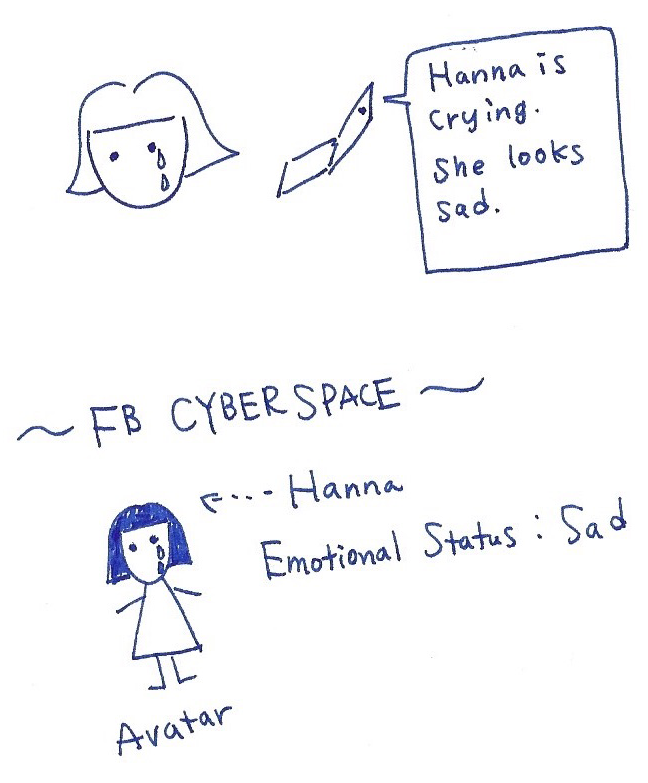 Hanna is
crying.
She looks
sad.
~ FB CYBERSPACE ~
<--- Hanna
Emotional Status : Sad
Avatar